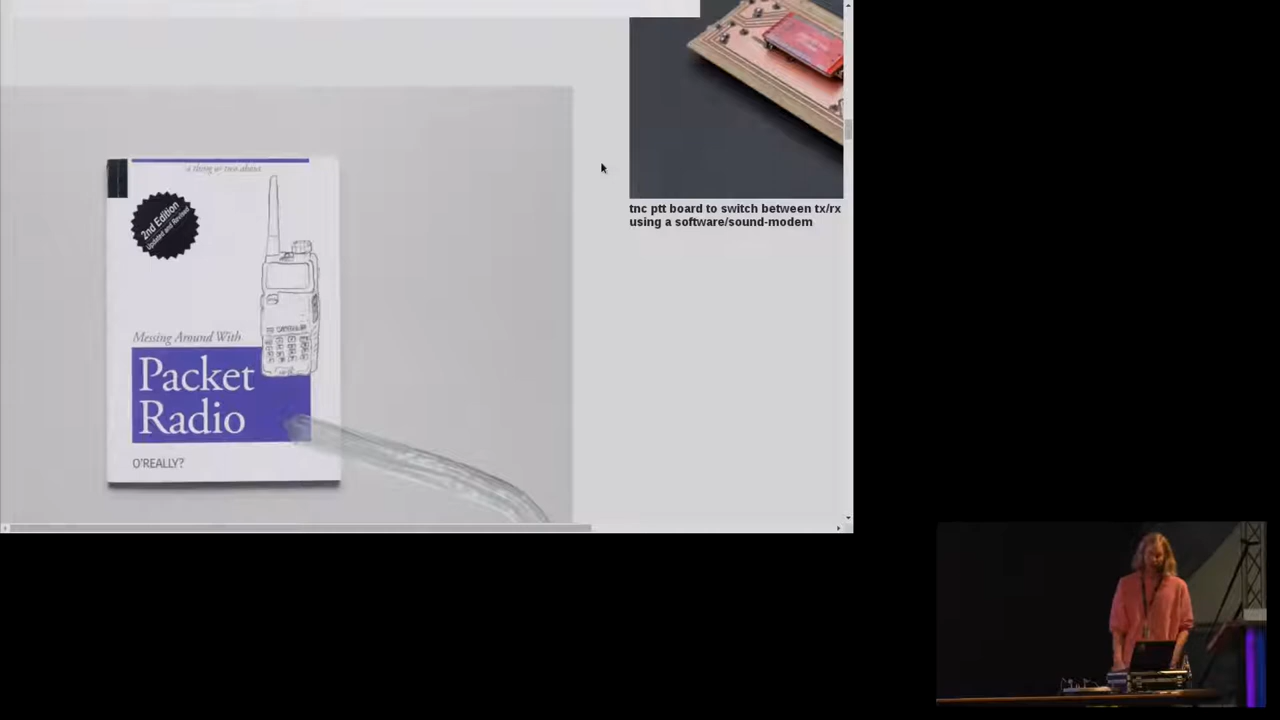 a thing or two about
2nd Edition
Updated and Revised
Messing Around With
Packet
Radio
O'REALLY?
tnc ptt board to switch between tx/rx
using a software/sound-modem